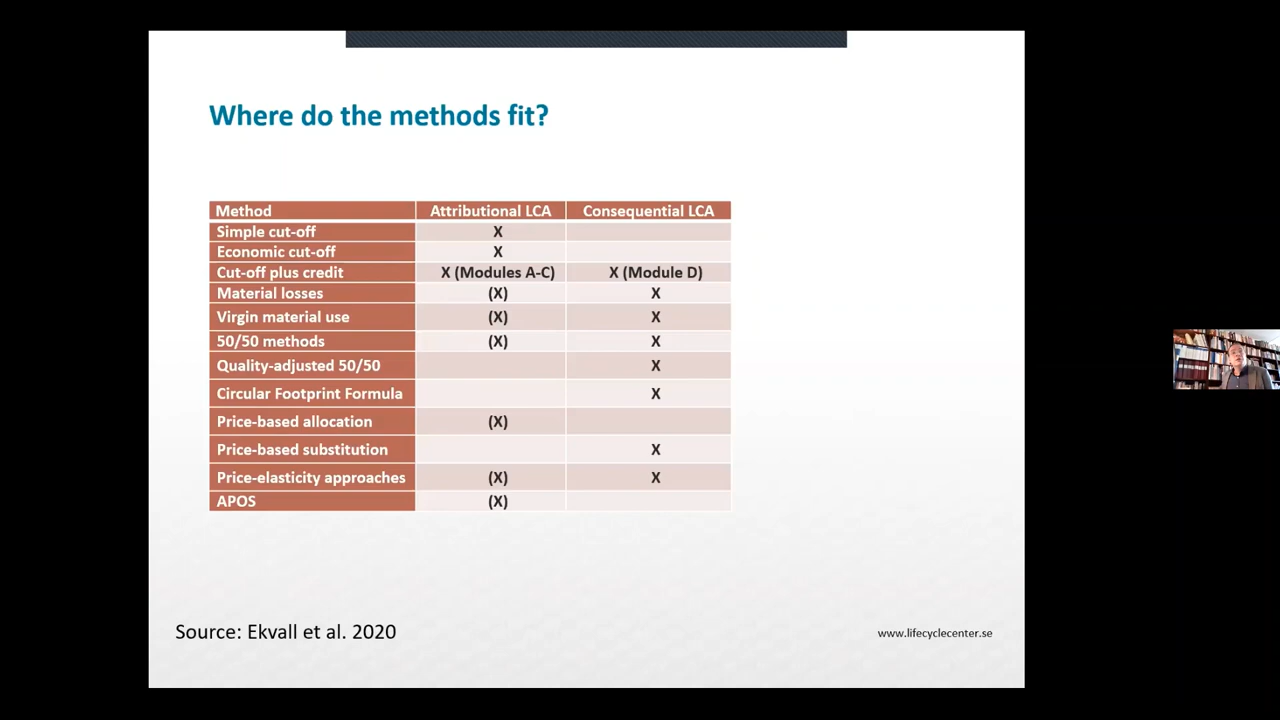 Where do the methods fit?
Method Attributional LCA Consequential LCA
Simple cut-off X
Economic cut-off X
Cut-off plus credit X (Modules A-C) X (Module D)
Material losses (X) X
Virgin material use (X) X
50/50 methods (X) X
Quality-adjusted 50/50 X
Circular Footprint Formula X
Price-based allocation (X)
Price-based substitution X
Price-elasticity approaches (X) X
APOS (X)
Source: Ekvall et al. 2020
www.lifecyclecenter.se